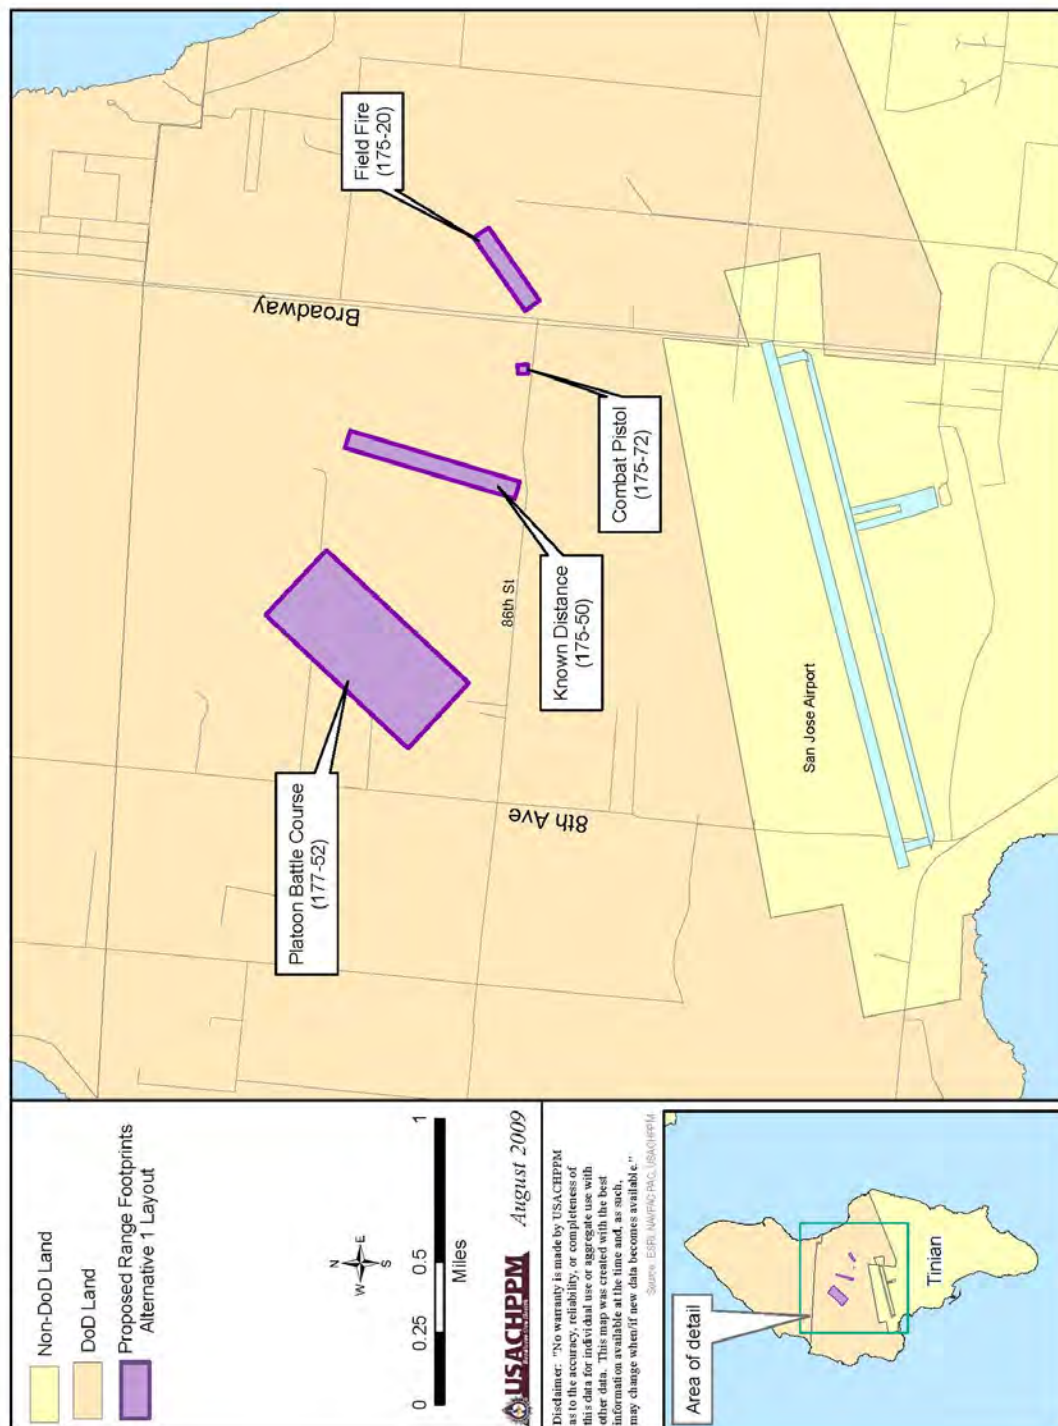 Field Fire
(175-20)
Broadway
Combat Pistol
(175-72)
Known Distance
(175-50)
86th St
Platoon Battle Course
(177-52)
8th Ave
San Jose Airport
Non-DoD Land
DoD Land
Proposed Range Footprints
Alternative 1 Layout
N
W
E
S
0
0.25
0.5
1
Miles
USACHPPM
August 2009
Disclaimer: "No warranty is made by USACHPPM
as to the accuracy, reliability, or completeness of
this data for individual use or aggregate use with
other data. This map was created with the best
information available at the time and, as such,
may change when/if new data becomes available."
Source: ESRI, NAVFAC PAC, USACHPPM
Area of detail
Tinian